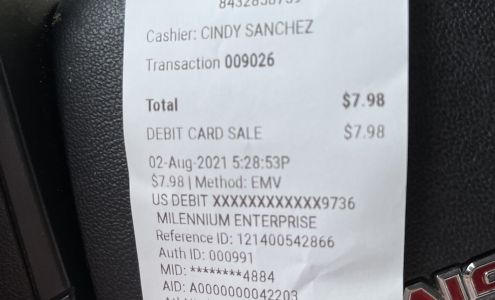 Cashier: CINDY SANCHEZ
Transaction 009026
Total $7.98
DEBIT CARD SALE $7.98
02-Aug-2021 5:28:53P
$7.98 | Method: EMV
US DEBIT XXXXXXXXXXXX9736
MILENNIUM ENTERPRISE
Reference ID: 121400542866
Auth ID: 000991
MID: ********4884
AID: A0000000042203